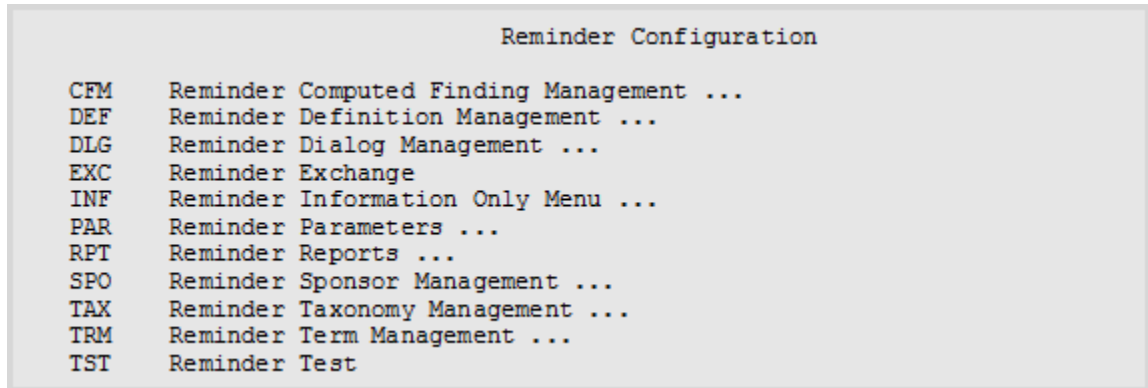 Reminder Configuration
CFM Reminder Computed Finding Management ...
DEF Reminder Definition Management ...
DLG Reminder Dialog Management ...
EXC Reminder Exchange
INF Reminder Information Only Menu ...
PAR Reminder Parameters ...
RPT Reminder Reports ...
SPO Reminder Sponsor Management ...
TAX Reminder Taxonomy Management ...
TRM Reminder Term Management ...
TST Reminder Test